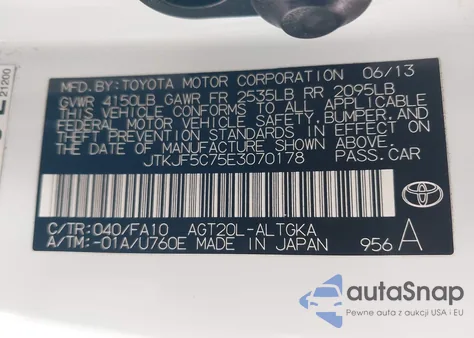 21200
MFD.BY:TOYOTA MOTOR CORPORATION 06/13
GVWR 4150LB GAWR FR 2535LB RR 2095LB
THIS VEHICLE CONFORMS TO ALL APPLICABLE
FEDERAL MOTOR VEHICLE SAFETY,BUMPER,AND
THEFT PREVENTION STANDARDS IN EFFECT ON
THE DATE OF MANUFACTURE SHOWN ABOVE.
JTKJF5C75E3070178 PASS.CAR
TOYOTA
C/TR:040/FA10 AGT20L-ALTGKA
A/TM:-01A/U760E MADE IN JAPAN 956 A
autoSnap
Pewne auta z aukcji USA i EU